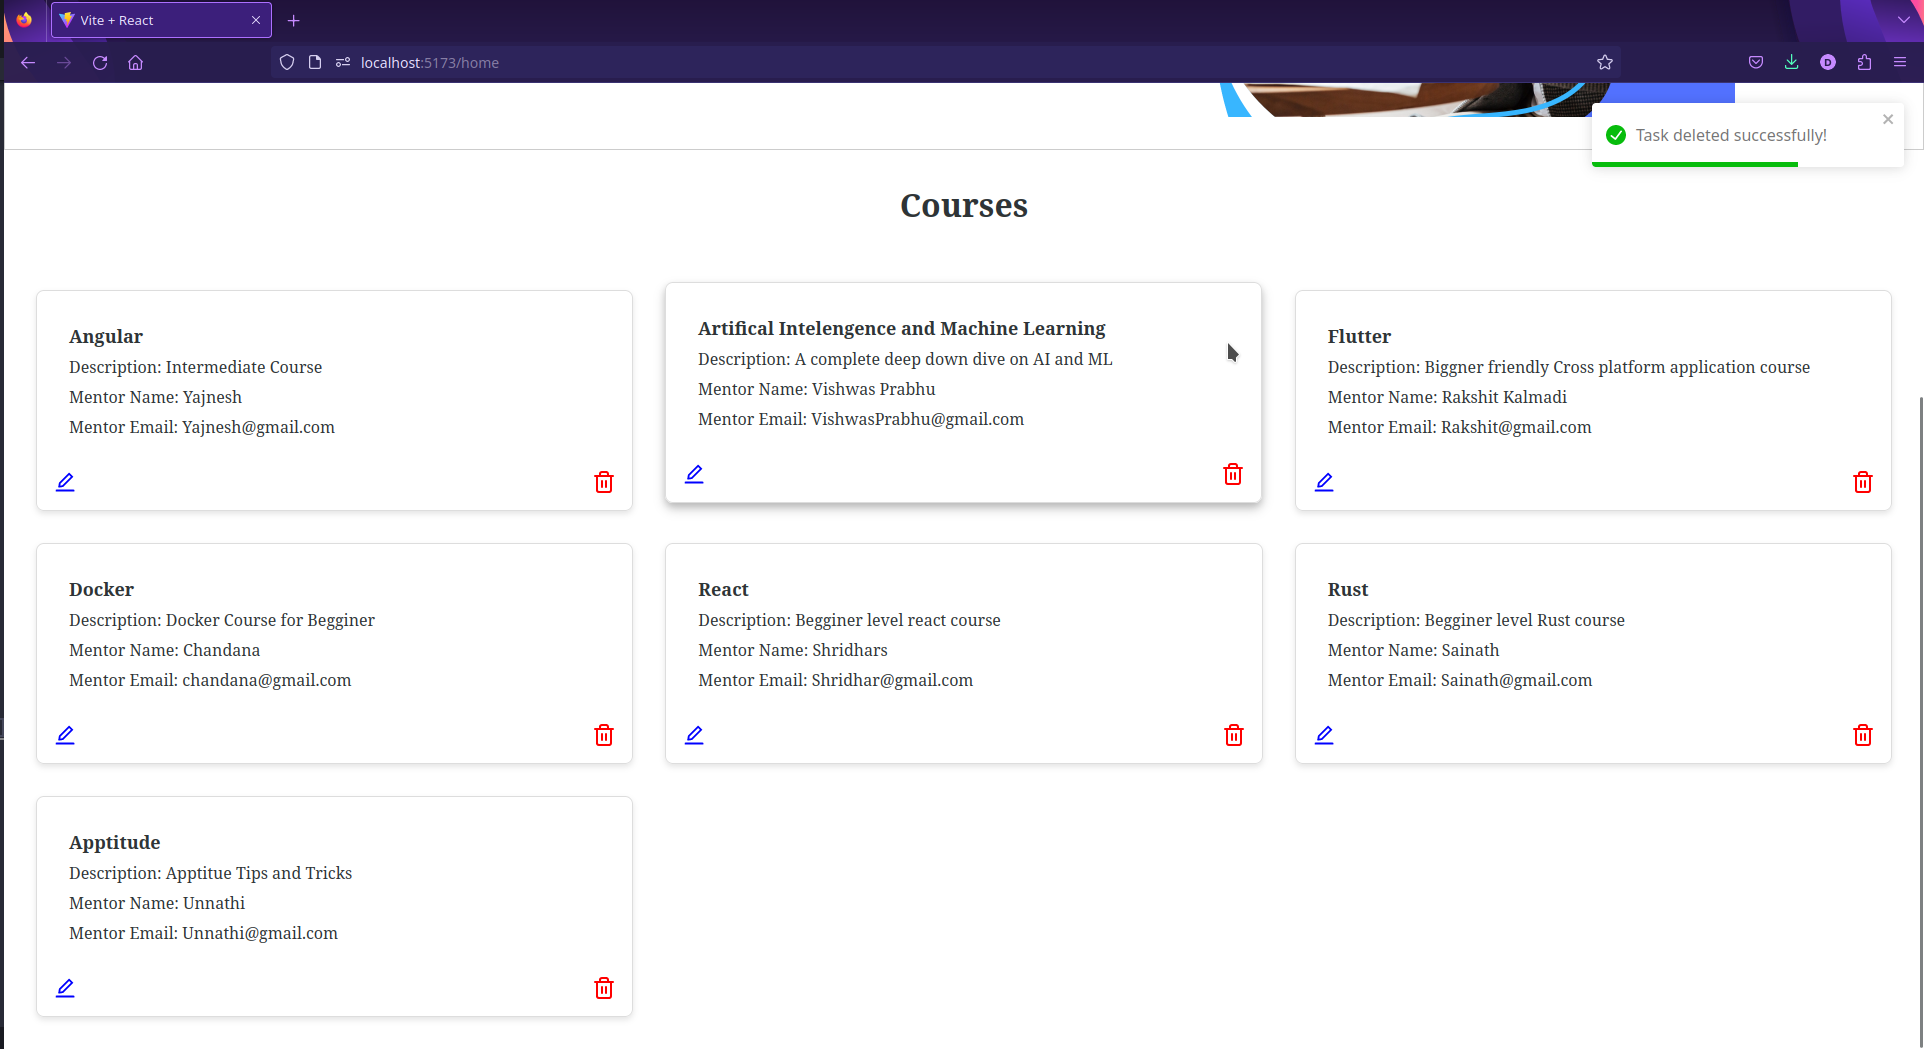 Vite + React
localhost:5173/home
D
Task deleted successfully!
Courses
Angular
Description: Intermediate Course
Mentor Name: Yajnesh
Mentor Email: Yajnesh@gmail.com
Artifical Intelengence and Machine Learning
Description: A complete deep down dive on AI and ML
Mentor Name: Vishwas Prabhu
Mentor Email: VishwasPrabhu@gmail.com
Flutter
Description: Biggner friendly Cross platform application course
Mentor Name: Rakshit Kalmadi
Mentor Email: Rakshit@gmail.com
Docker
Description: Docker Course for Begginer
Mentor Name: Chandana
Mentor Email: chandana@gmail.com
React
Description: Begginer level react course
Mentor Name: Shridhars
Mentor Email: Shridhar@gmail.com
Rust
Description: Begginer level Rust course
Mentor Name: Sainath
Mentor Email: Sainath@gmail.com
Apptitude
Description: Apptitue Tips and Tricks
Mentor Name: Unnathi
Mentor Email: Unnathi@gmail.com